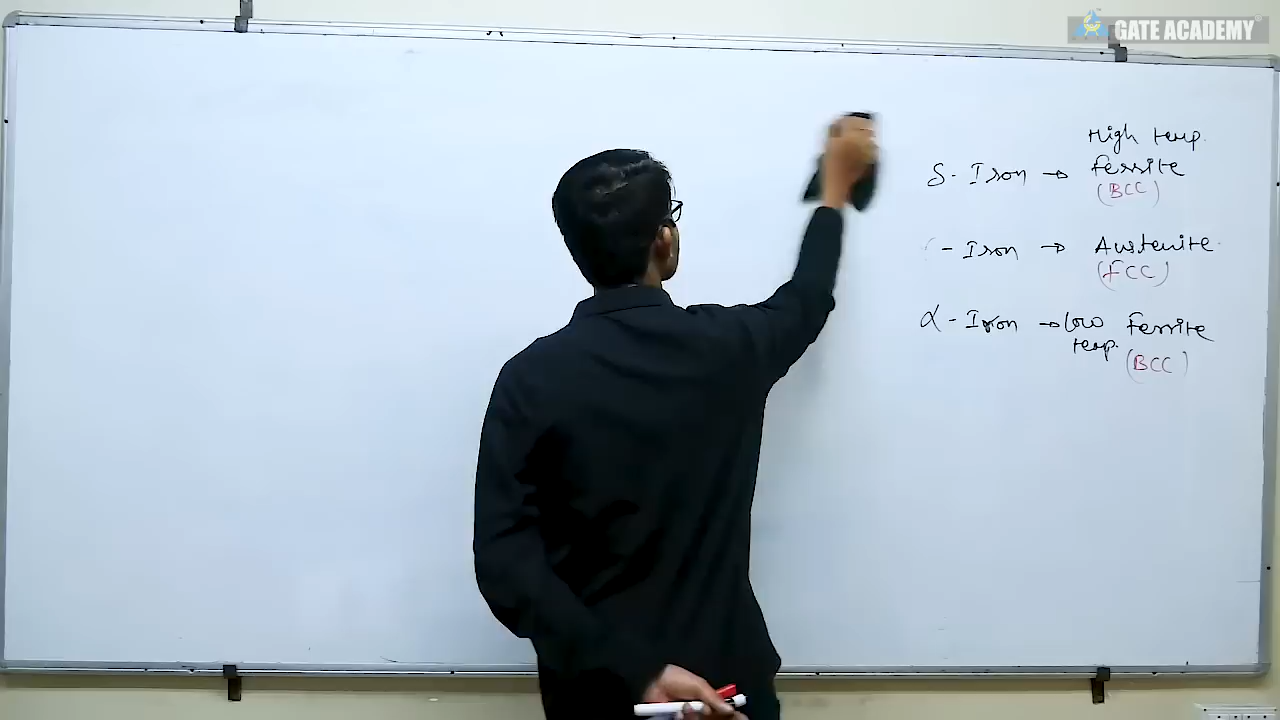 GATE ACADEMY
High temp.
δ - Iron → ferrite
(BCC)
- Iron → Austenite
(FCC)
α - Iron → low ferrite
temp.
(BCC)